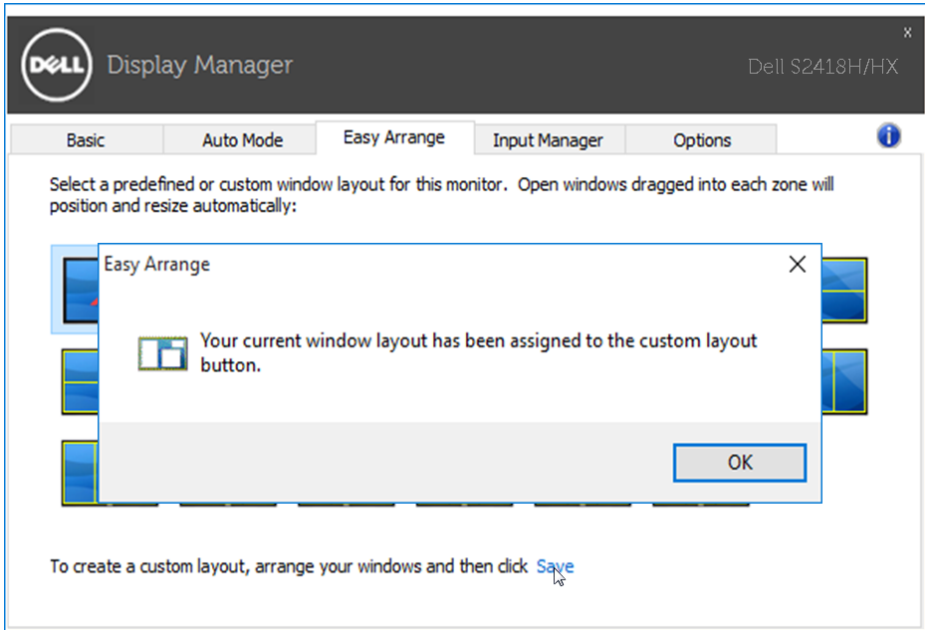 DELL
Display Manager
x
Dell S2418H/HX
Basic
Auto Mode
Easy Arrange
Input Manager
Options
i
Select a predefined or custom window layout for this monitor.  Open windows dragged into each zone will
position and resize automatically:
Easy Arrange
Your current window layout has been assigned to the custom layout
button.
OK
To create a custom layout, arrange your windows and then click Save